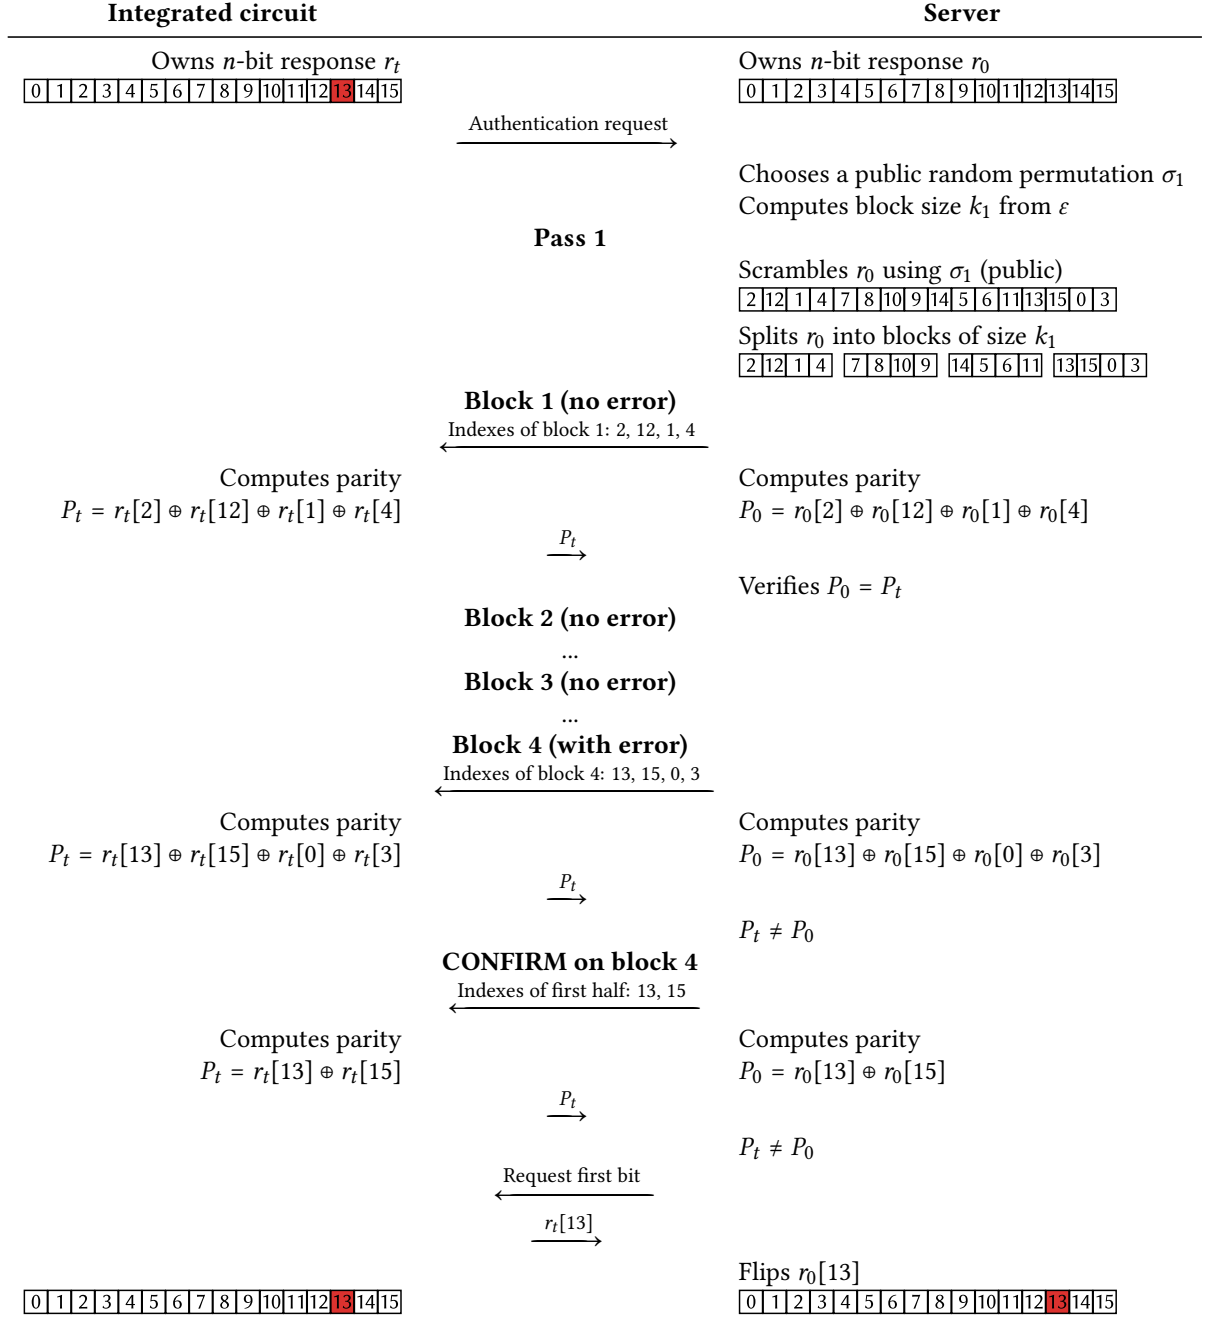 Integrated circuit Server
Owns n-bit response r_t Owns n-bit response r_0
0 1 2 3 4 5 6 7 8 9 10 11 12 13 14 15 0 1 2 3 4 5 6 7 8 9 10 11 12 13 14 15
Authentication request
Chooses a public random permutation σ_1
Computes block size k_1 from ε
Pass 1
Scrambles r_0 using σ_1 (public)
2 12 1 4 7 8 10 9 14 5 6 11 13 15 0 3
Splits r_0 into blocks of size k_1
2 12 1 4 7 8 10 9 14 5 6 11 13 15 0 3
Block 1 (no error)
Indexes of block 1: 2, 12, 1, 4
Computes parity Computes parity
P_t = r_t[2] ⊕ r_t[12] ⊕ r_t[1] ⊕ r_t[4] P_0 = r_0[2] ⊕ r_0[12] ⊕ r_0[1] ⊕ r_0[4]
P_t
Verifies P_0 = P_t
Block 2 (no error)
...
Block 3 (no error)
...
Block 4 (with error)
Indexes of block 4: 13, 15, 0, 3
Computes parity Computes parity
P_t = r_t[13] ⊕ r_t[15] ⊕ r_t[0] ⊕ r_t[3] P_0 = r_0[13] ⊕ r_0[15] ⊕ r_0[0] ⊕ r_0[3]
P_t
P_t ≠ P_0
CONFIRM on block 4
Indexes of first half: 13, 15
Computes parity Computes parity
P_t = r_t[13] ⊕ r_t[15] P_0 = r_0[13] ⊕ r_0[15]
P_t
P_t ≠ P_0
Request first bit
r_t[13]
Flips r_0[13]
0 1 2 3 4 5 6 7 8 9 10 11 12 13 14 15 0 1 2 3 4 5 6 7 8 9 10 11 12 13 14 15